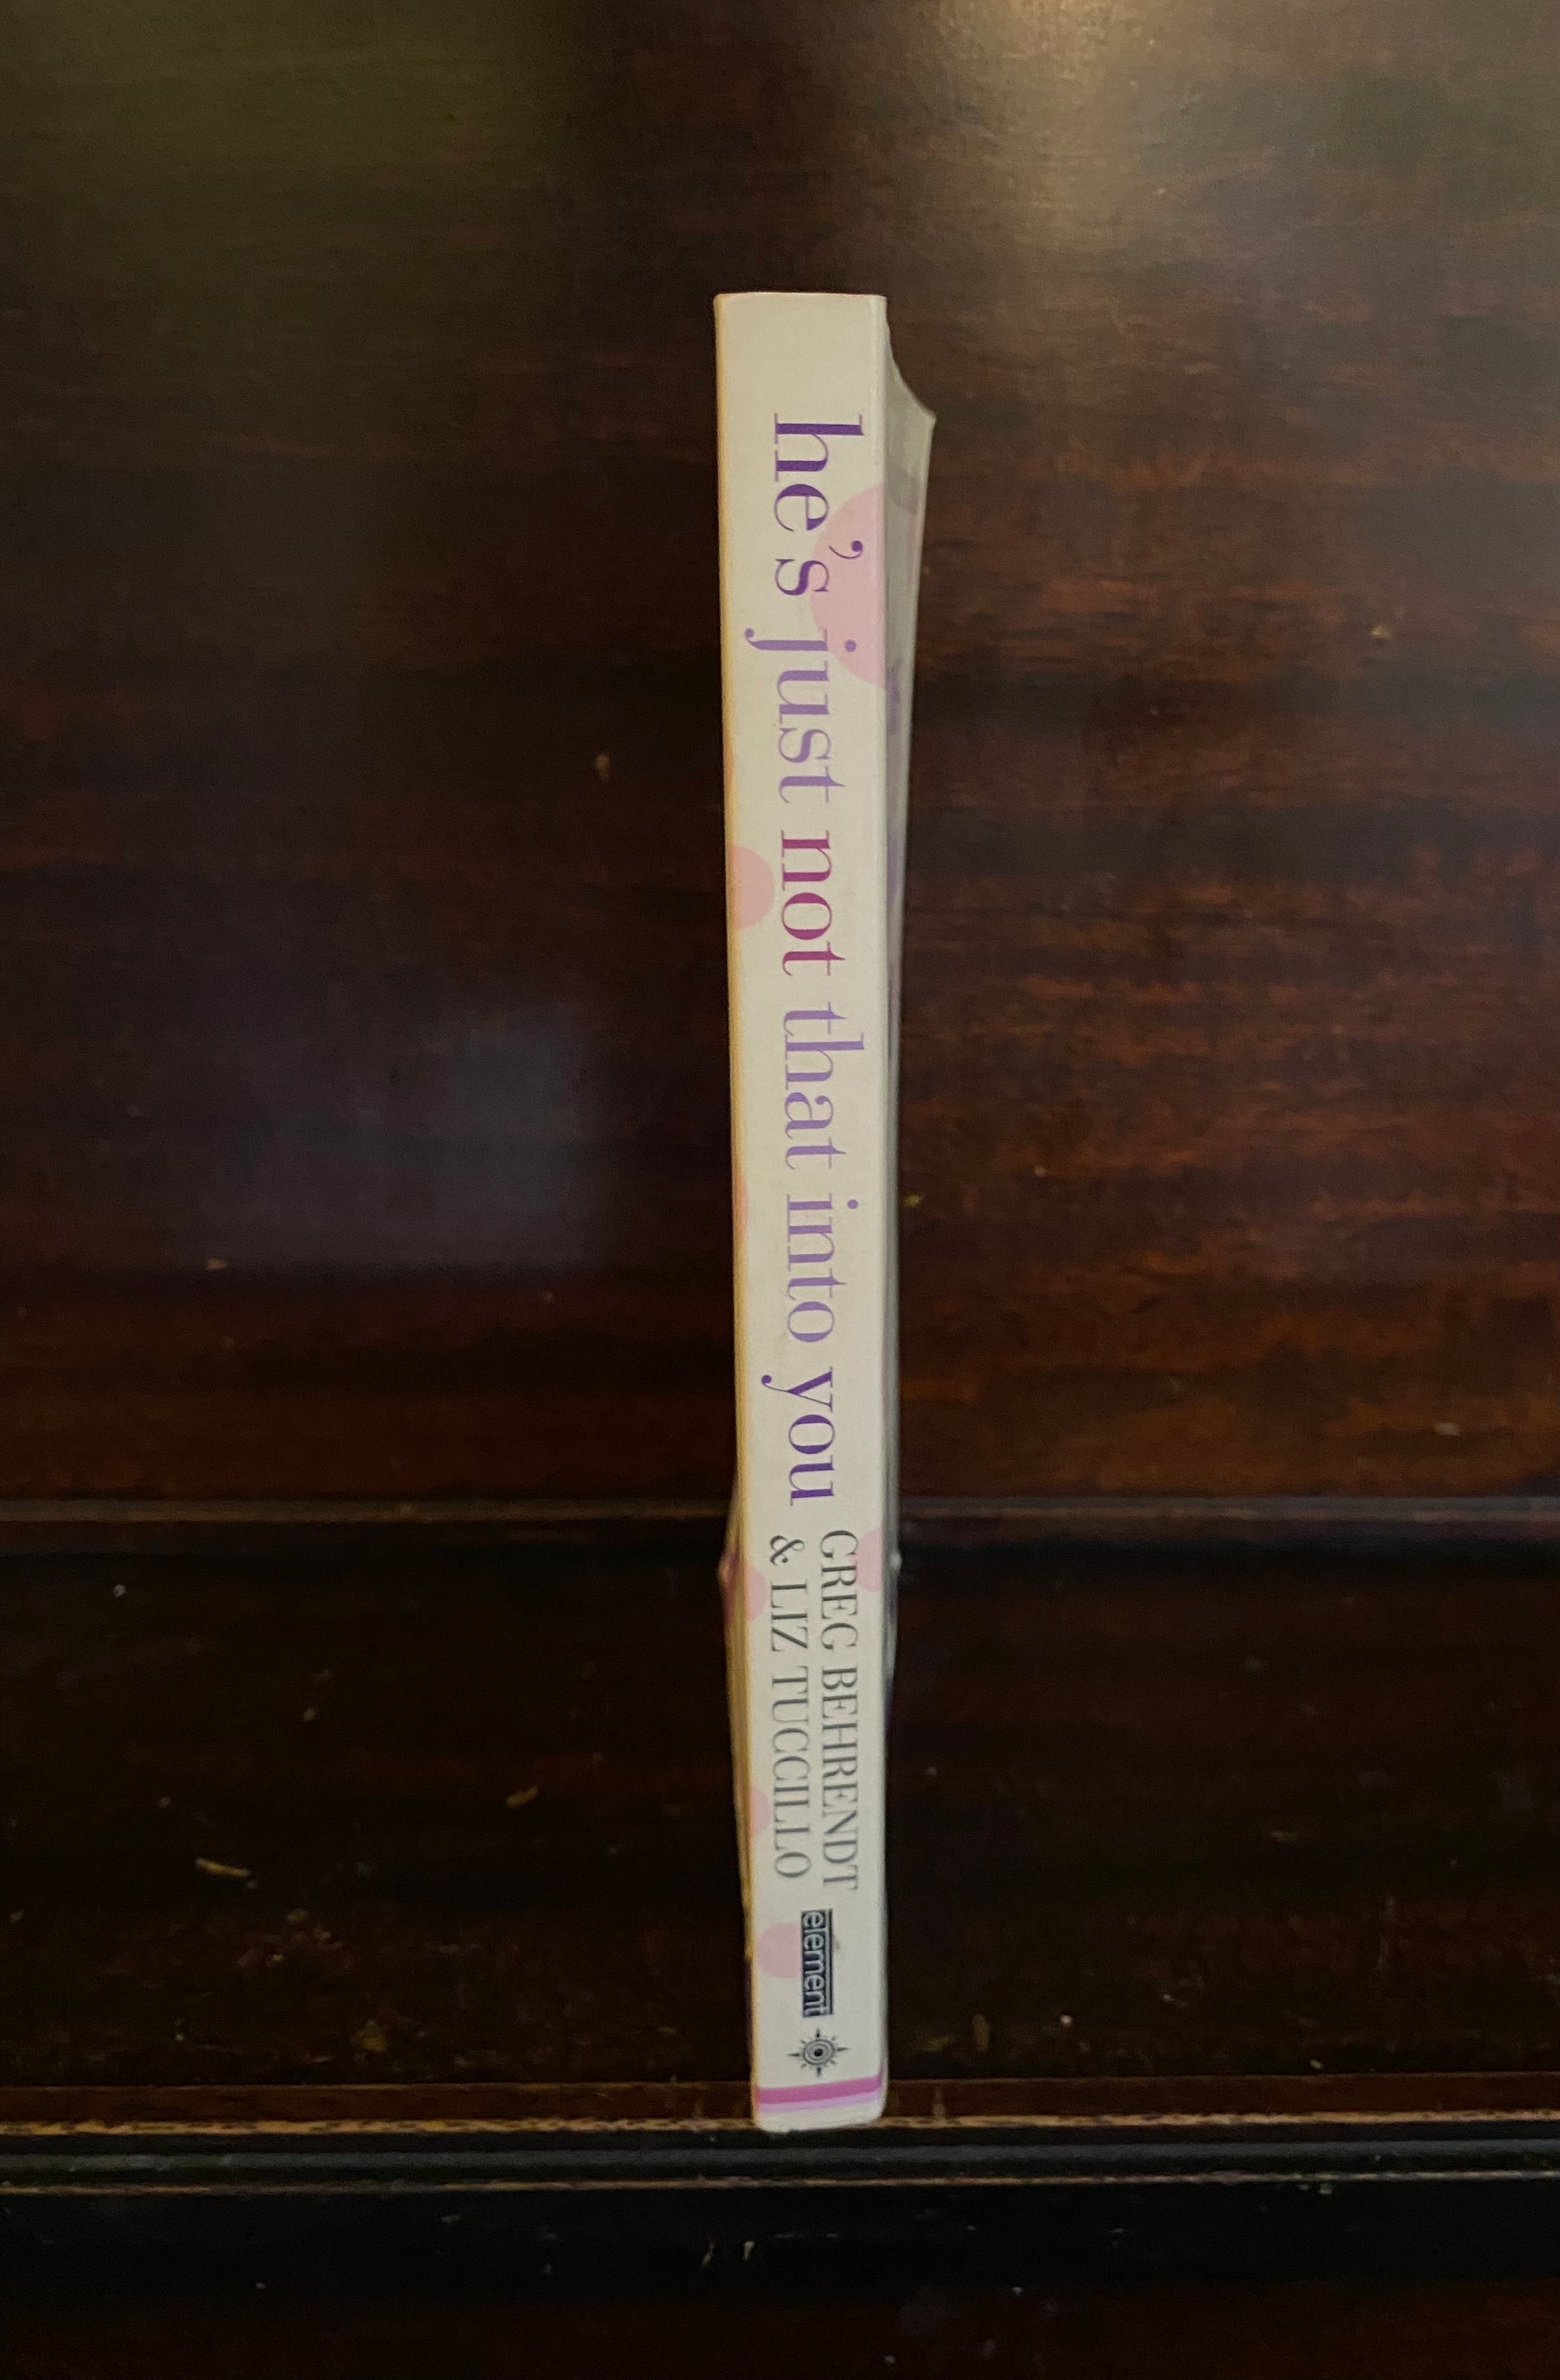 he's just not that into you
GREG BEHRENDT
& LIZ TUCCILLO
element